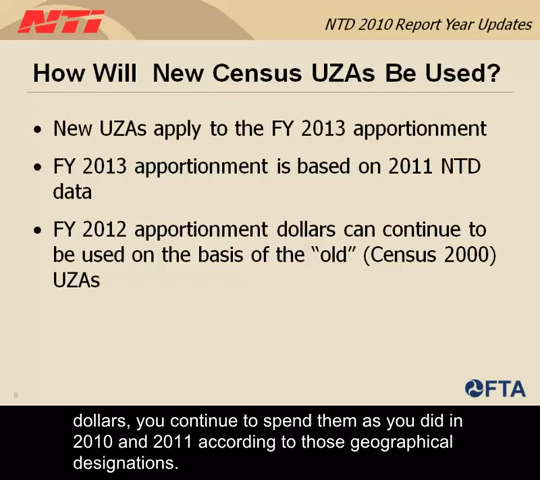 NTI
NTD 2010 Report Year Updates
How Will New Census UZAs Be Used?
• New UZAs apply to the FY 2013 apportionment
• FY 2013 apportionment is based on 2011 NTD
data
• FY 2012 apportionment dollars can continue to
be used on the basis of the “old” (Census 2000)
UZAs
8
FTA
dollars, you continue to spend them as you did in
2010 and 2011 according to those geographical
designations.